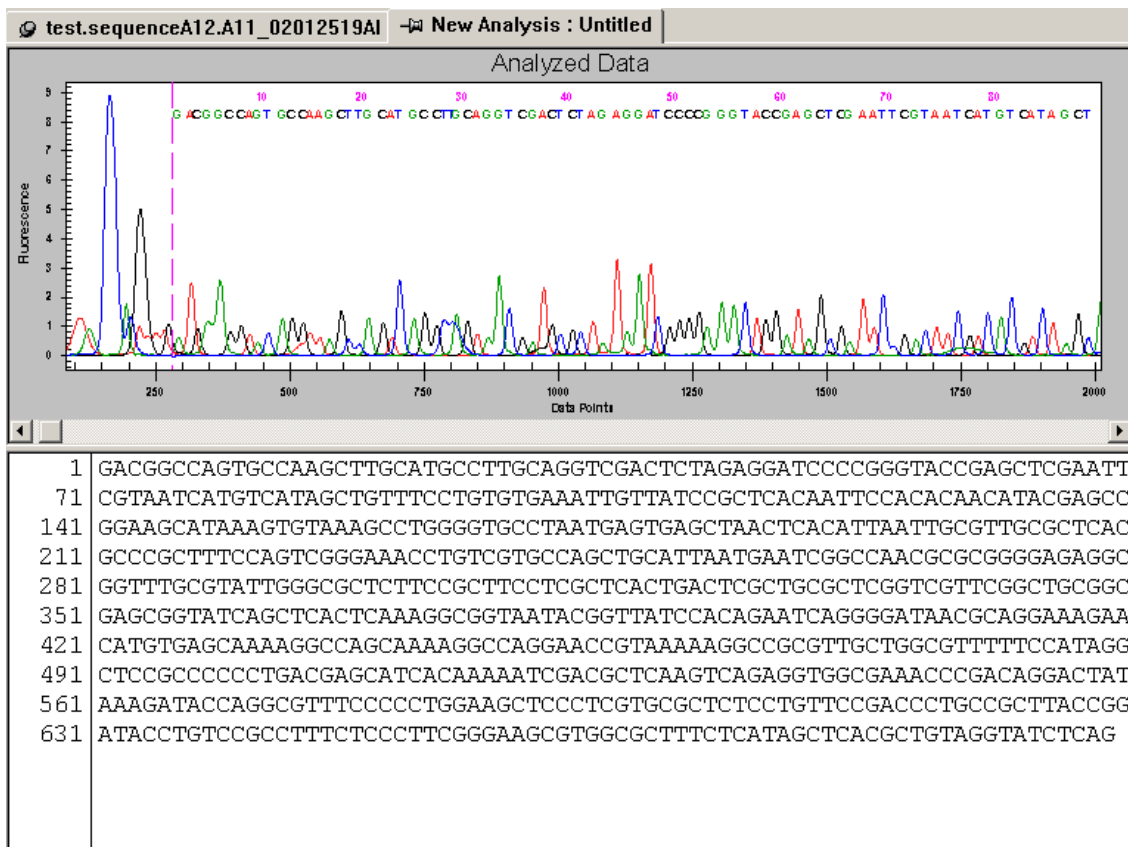 test.sequenceA12.A11_02012519Al New Analysis : Untitled
Analyzed Data
10 20 30 40 50 60 70 80
GACGGCCAGTGCCAAGCTTGCATGCCTTGCAGGTCGACTCTAGAGGATCCCCGGGTACCGAGCTCGAATTCGTAATCATGTCATAGCT
9
8
7
6
5
4
3
2
1
0
Fluorescence
250 500 750 1000 1250 1500 1750 2000
Data Points
1 GACGGCCAGTGCCAAGCTTGCATGCCTTGCAGGTCGACTCTAGAGGATCCCCGGGTACCGAGCTCGAATT
71 CGTAATCATGTCATAGCTGTTTCCTGTGTGAAATTGTTATCCGCTCACAATTCCACACAACATACGAGCC
141 GGAAGCATAAAGTGTAAAGCCTGGGGTGCCTAATGAGTGAGCTAACTCACATTAATTGCGTTGCGCTCAC
211 GCCCGCTTTCCAGTCGGGAAACCTGTCGTGCCAGCTGCATTAATGAATCGGCCAACGCGCGGGGAGAGGC
281 GGTTTGCGTATTGGGCGCTCTTCCGCTTCCTCGCTCACTGACTCGCTGCGCTCGGTCGTTCGGCTGCGGC
351 GAGCGGTATCAGCTCACTCAAAGGCGGTAATACGGTTATCCACAGAATCAGGGGATAACGCAGGAAAGAA
421 CATGTGAGCAAAAGGCCAGCAAAAGGCCAGGAACCGTAAAAAGGCCGCGTTGCTGGCGTTTTTCCATAGG
491 CTCCGCCCCCCTGACGAGCATCACAAAAATCGACGCTCAAGTCAGAGGTGGCGAAACCCGACAGGACTAT
561 AAAGATACCAGGCGTTTCCCCCTGGAAGCTCCCTCGTGCGCTCTCCTGTTCCGACCCTGCCGCTTACCGG
631 ATACCTGTCCGCCTTTCTCCCTTCGGGAAGCGTGGCGCTTTCTCATAGCTCACGCTGTAGGTATCTCAG